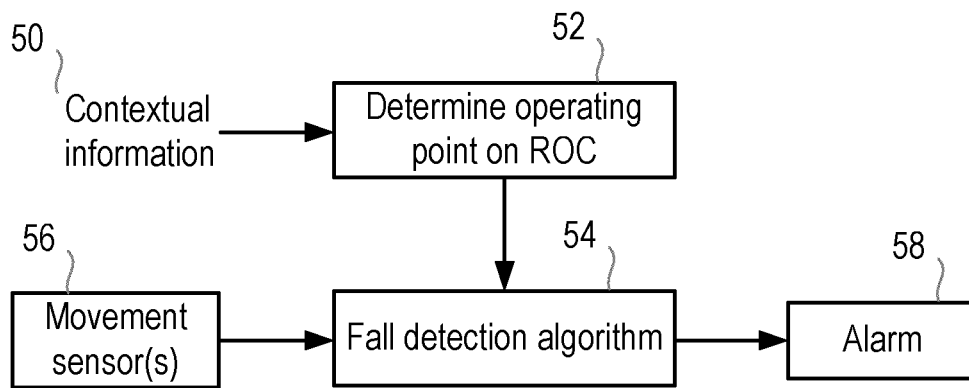 50
52
Contextual
information
Determine operating
point on ROC
56
54
58
Movement
sensor(s)
Fall detection algorithm
Alarm